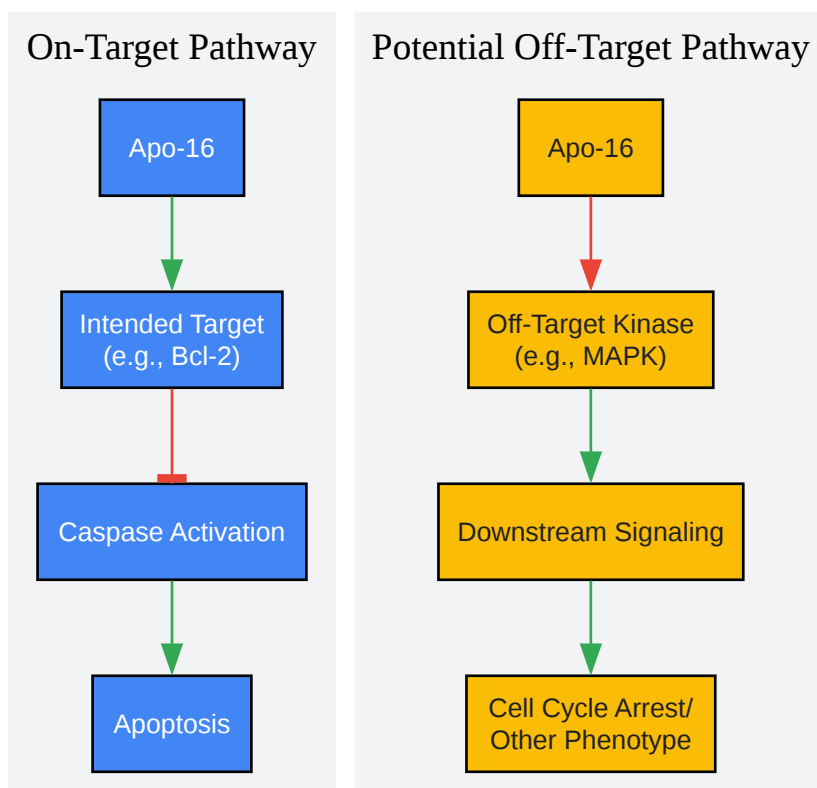 On-Target Pathway
Apo-16
Intended Target
(e.g., Bcl-2)
Caspase Activation
Apoptosis
Potential Off-Target Pathway
Apo-16
Off-Target Kinase
(e.g., MAPK)
Downstream Signaling
Cell Cycle Arrest/
Other Phenotype